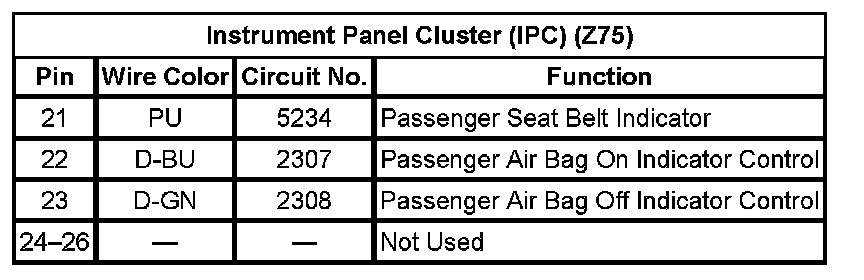 Instrument Panel Cluster (IPC) (Z75)
Pin Wire Color Circuit No. Function
21 PU 5234 Passenger Seat Belt Indicator
22 D-BU 2307 Passenger Air Bag On Indicator Control
23 D-GN 2308 Passenger Air Bag Off Indicator Control
24–26 — — Not Used